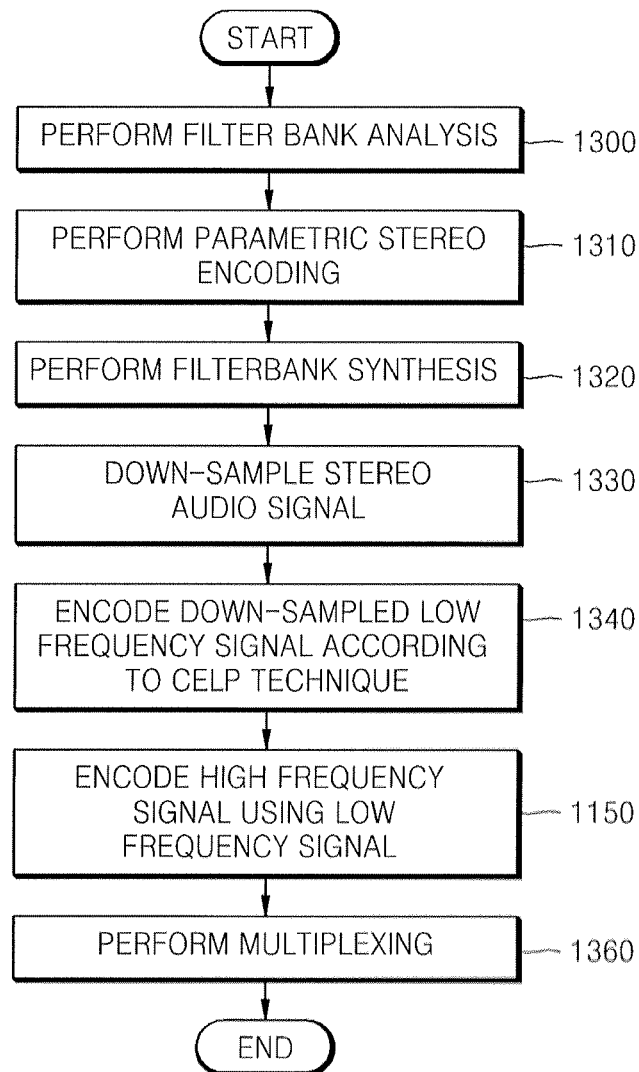 START
PERFORM FILTER BANK ANALYSIS
1300
PERFORM PARAMETRIC STEREO
ENCODING
1310
PERFORM FILTERBANK SYNTHESIS
1320
DOWN-SAMPLE STEREO
AUDIO SIGNAL
1330
ENCODE DOWN-SAMPLED LOW
FREQUENCY SIGNAL ACCORDING
TO CELP TECHNIQUE
1340
ENCODE HIGH FREQUENCY
SIGNAL USING LOW
FREQUENCY SIGNAL
1150
PERFORM MULTIPLEXING
1360
END